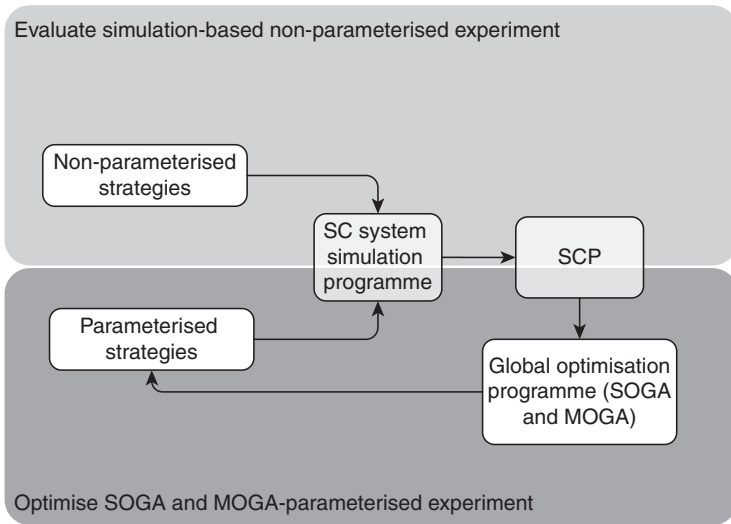 Evaluate simulation-based non-parameterised experiment
Non-parameterised
strategies
SC system
simulation
programme
SCP
Parameterised
strategies
Global optimisation
programme (SOGA
and MOGA)
Optimise SOGA and MOGA-parameterised experiment